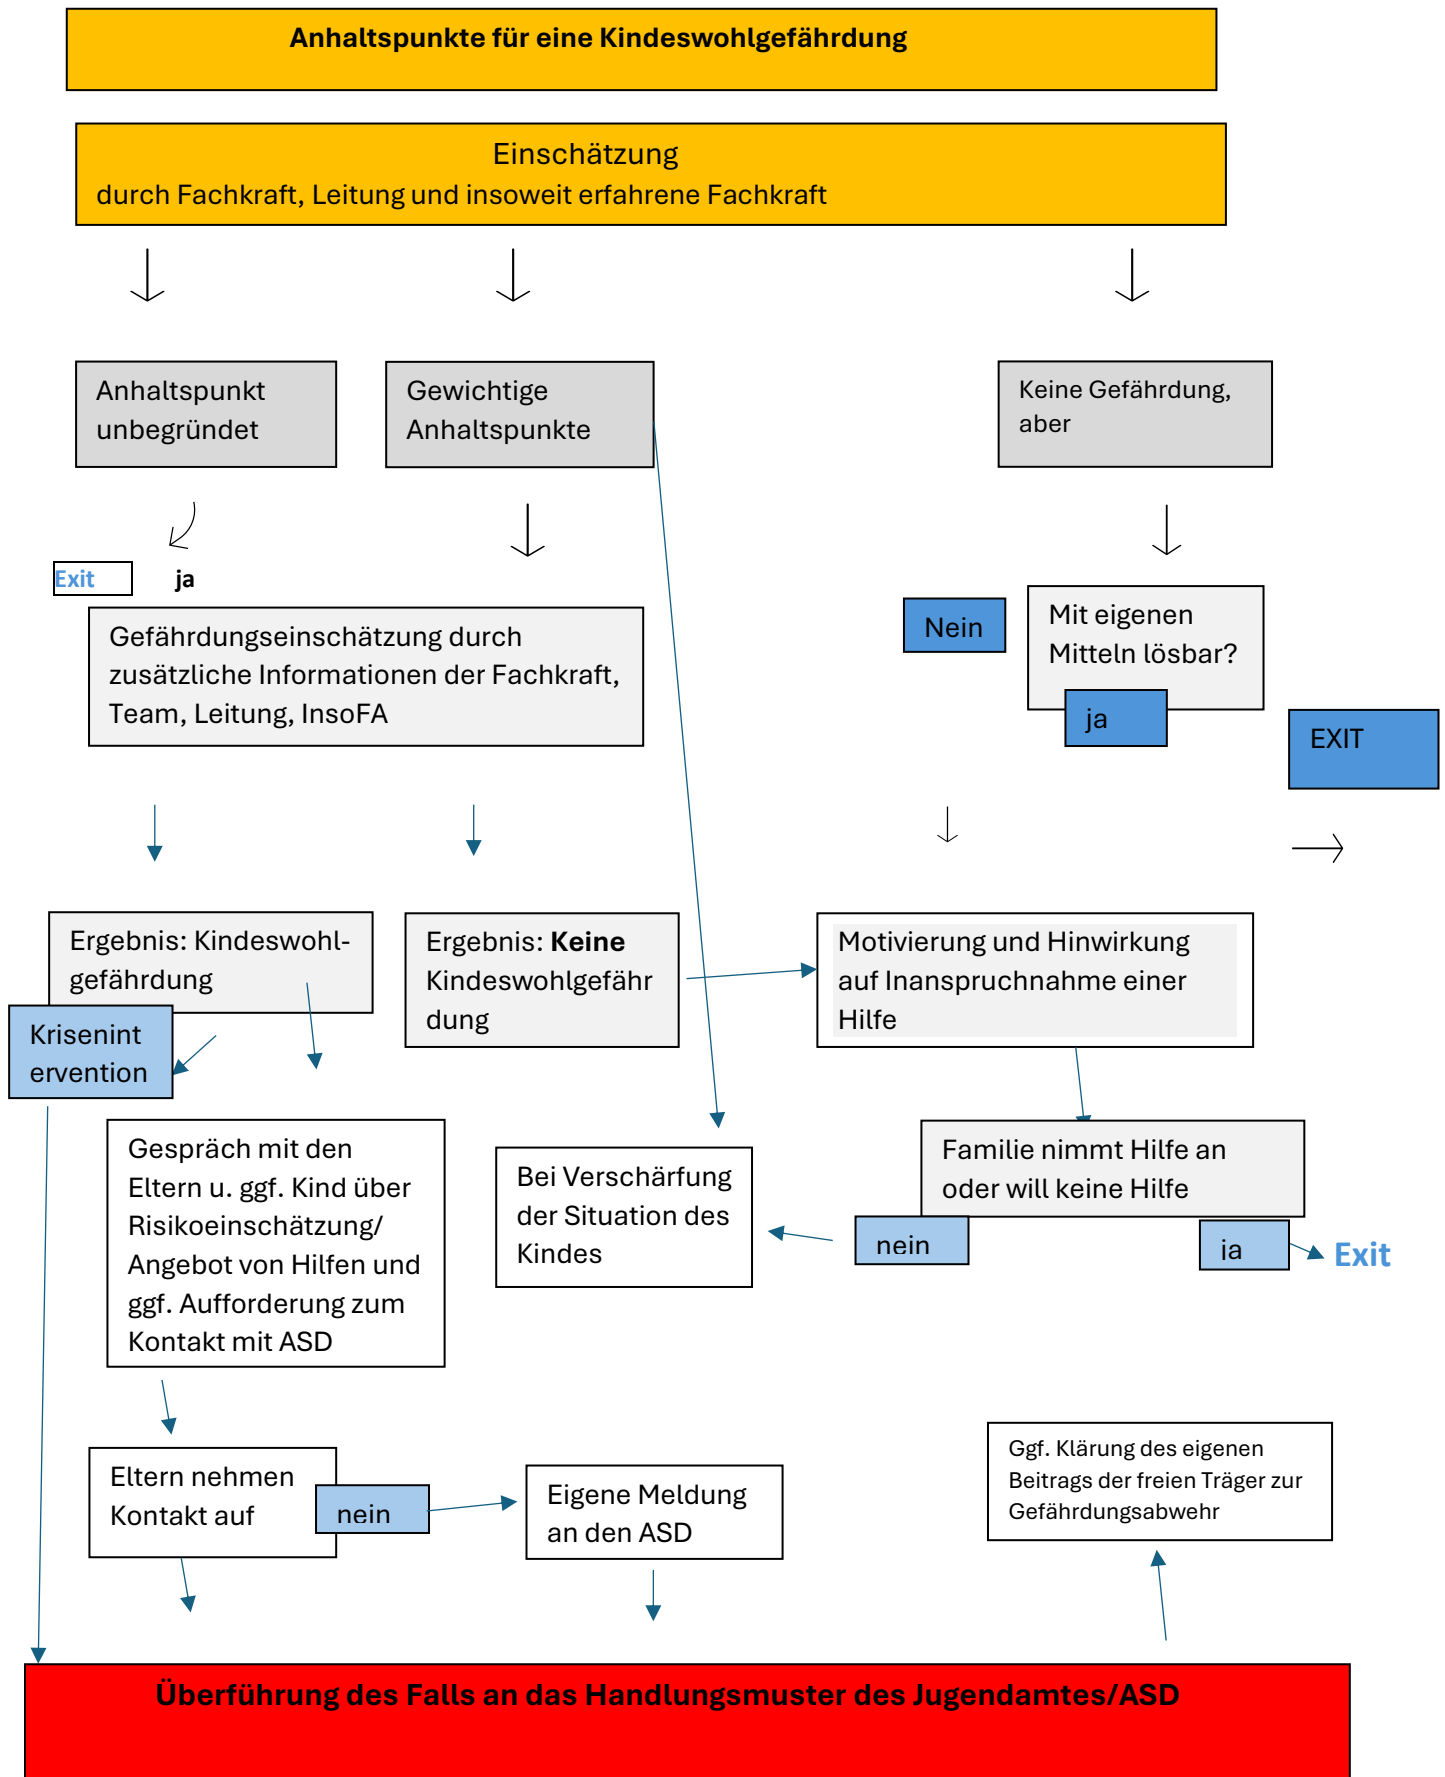 Anhaltspunkte für eine Kindeswohlgefährdung
Einschätzung
durch Fachkraft, Leitung und insoweit erfahrene Fachkraft
Anhaltspunkt
unbegründet
Gewichtige
Anhaltspunkte
Keine Gefährdung,
aber
Exit
ja
Gefährdungseinschätzung durch
zusätzliche Informationen der Fachkraft,
Team, Leitung, InsoFA
Nein
Mit eigenen
Mitteln lösbar?
ja
EXIT
Ergebnis: Kindeswohl-
gefährdung
Krisenint
ervention
Ergebnis: Keine
Kindeswohlgefähr
dung
Motivierung und Hinwirkung
auf Inanspruchnahme einer
Hilfe
Gespräch mit den
Eltern u. ggf. Kind über
Risikoeinschätzung/
Angebot von Hilfen und
ggf. Aufforderung zum
Kontakt mit ASD
Bei Verschärfung
der Situation des
Kindes
Familie nimmt Hilfe an
oder will keine Hilfe
nein
ja
Exit
Eltern nehmen
Kontakt auf
nein
Eigene Meldung
an den ASD
Ggf. Klärung des eigenen
Beitrags der freien Träger zur
Gefährdungsabwehr
Überführung des Falls an das Handlungsmuster des Jugendamtes/ASD